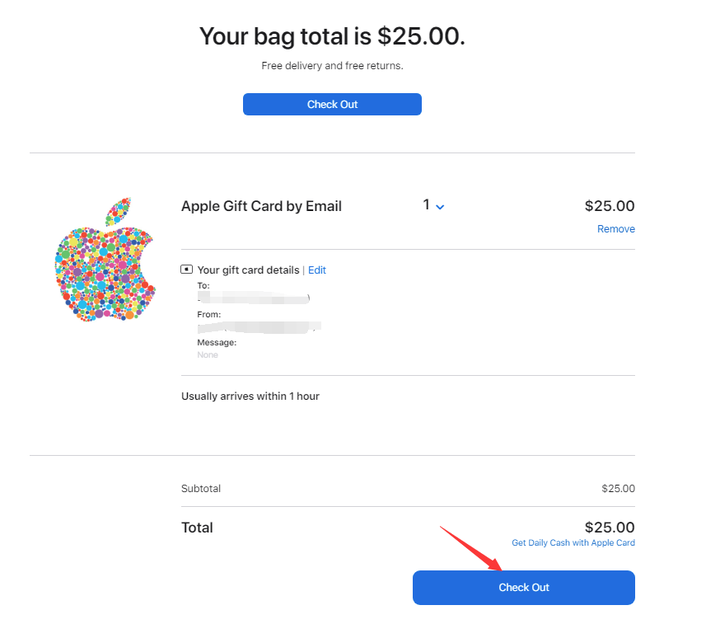 Your bag total is $25.00.
Free delivery and free returns.
Check Out
Apple Gift Card by Email 1 $25.00
Remove
Your gift card details | Edit
To:
From:
Message:
None
Usually arrives within 1 hour
Subtotal $25.00
Total $25.00
Get Daily Cash with Apple Card
Check Out